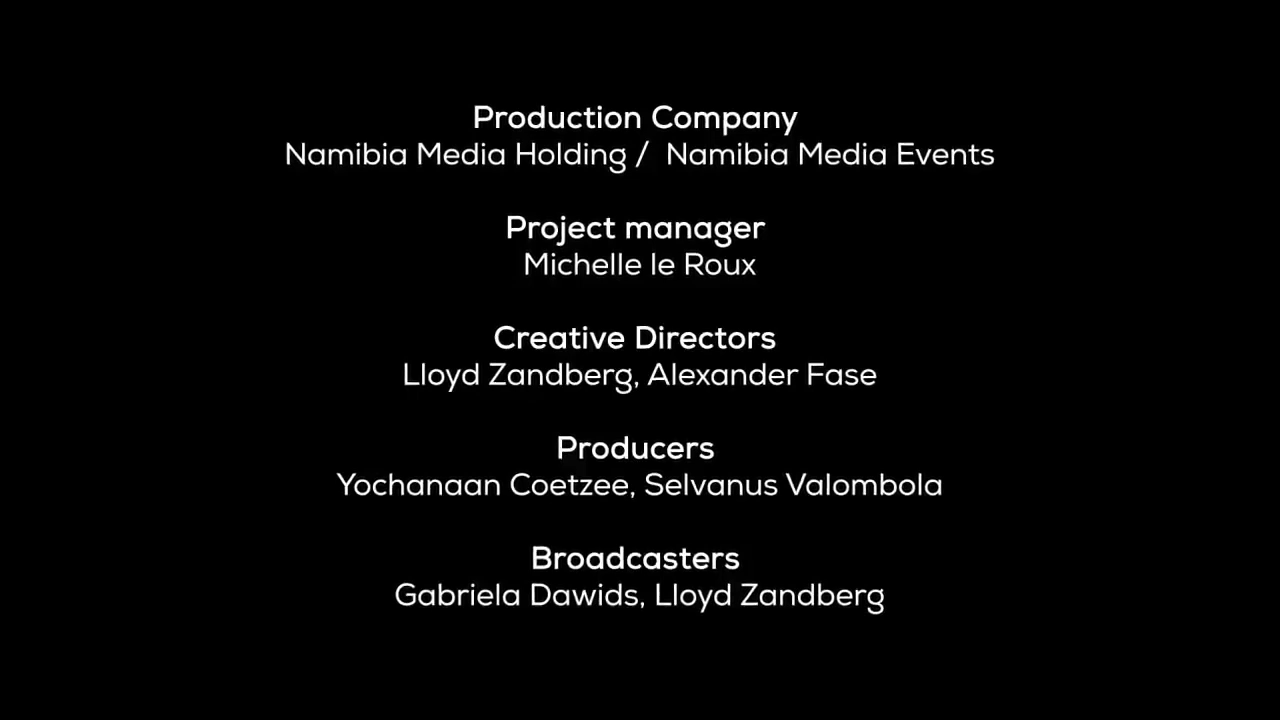 Production Company
Namibia Media Holding /  Namibia Media Events
Project manager
Michelle le Roux
Creative Directors
Lloyd Zandberg, Alexander Fase
Producers
Yochanaan Coetzee, Selvanus Valombola
Broadcasters
Gabriela Dawids, Lloyd Zandberg